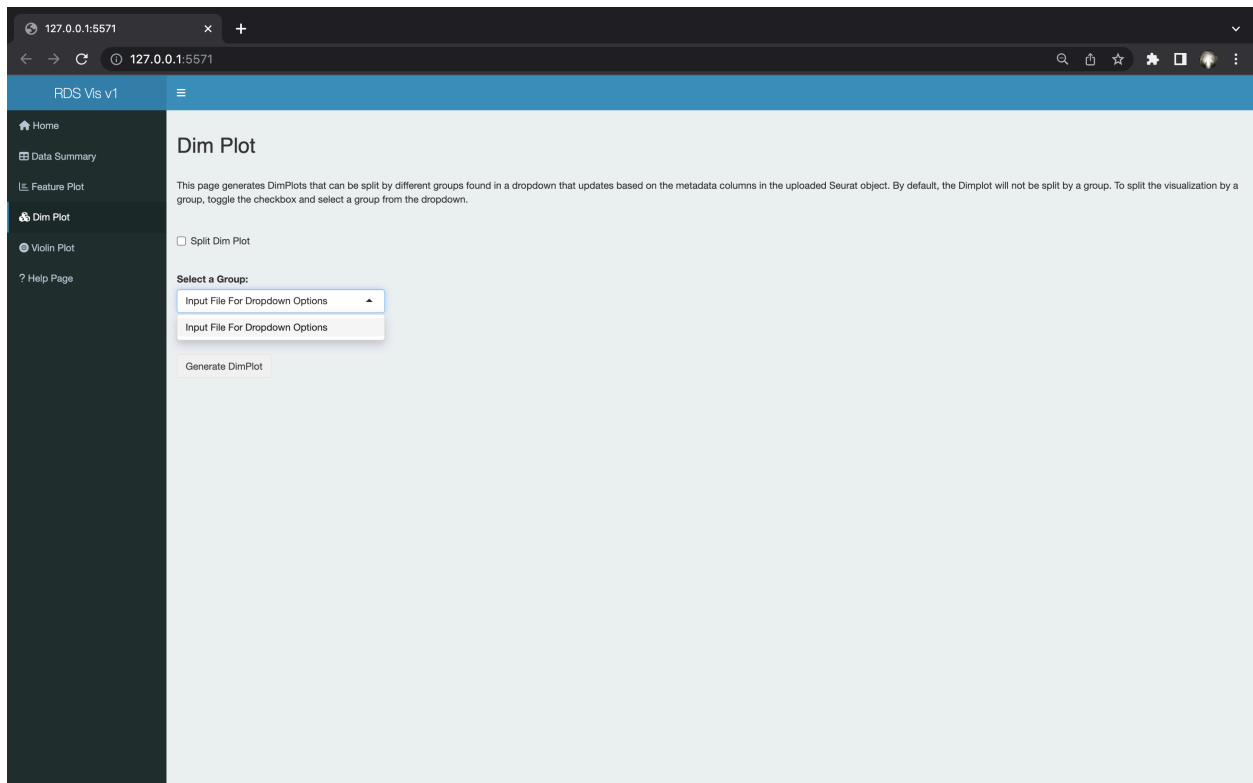 127.0.0.1:5571
127.0.0.1:5571
RDS Vis v1
Home
Data Summary
Feature Plot
Dim Plot
Violin Plot
? Help Page
Dim Plot
This page generates DimPlots that can be split by different groups found in a dropdown that updates based on the metadata columns in the uploaded Seurat object. By default, the Dimplot will not be split by a group. To split the visualization by a
group, toggle the checkbox and select a group from the dropdown.
Split Dim Plot
Select a Group:
Input File For Dropdown Options
Input File For Dropdown Options
Generate DimPlot